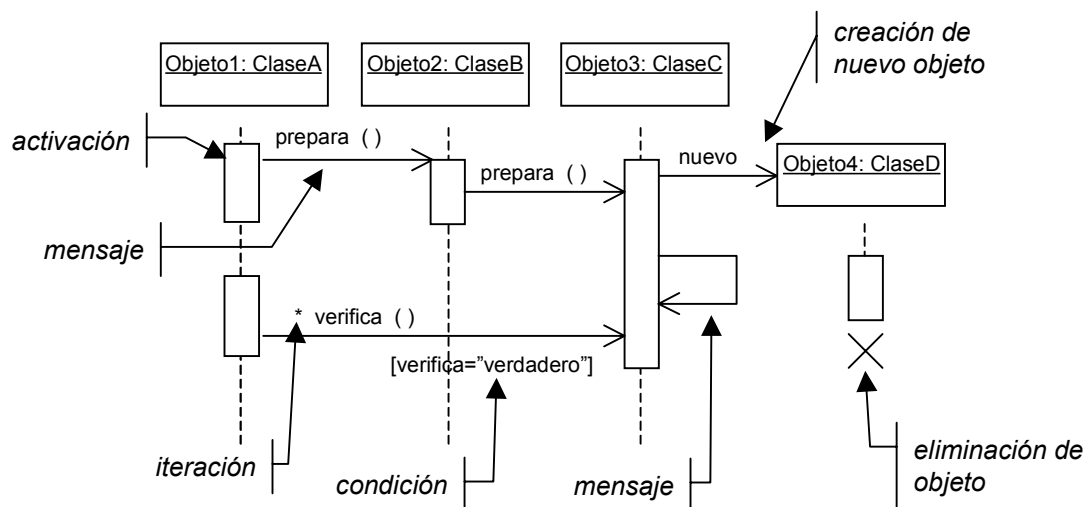 creación de
nuevo objeto
Objeto1: ClaseA
Objeto2: ClaseB
Objeto3: ClaseC
activación
prepara ( )
prepara ( )
nuevo
Objeto4: ClaseD
mensaje
* verifica ( )
[verifica=”verdadero”]
iteración
condición
mensaje
eliminación de
objeto